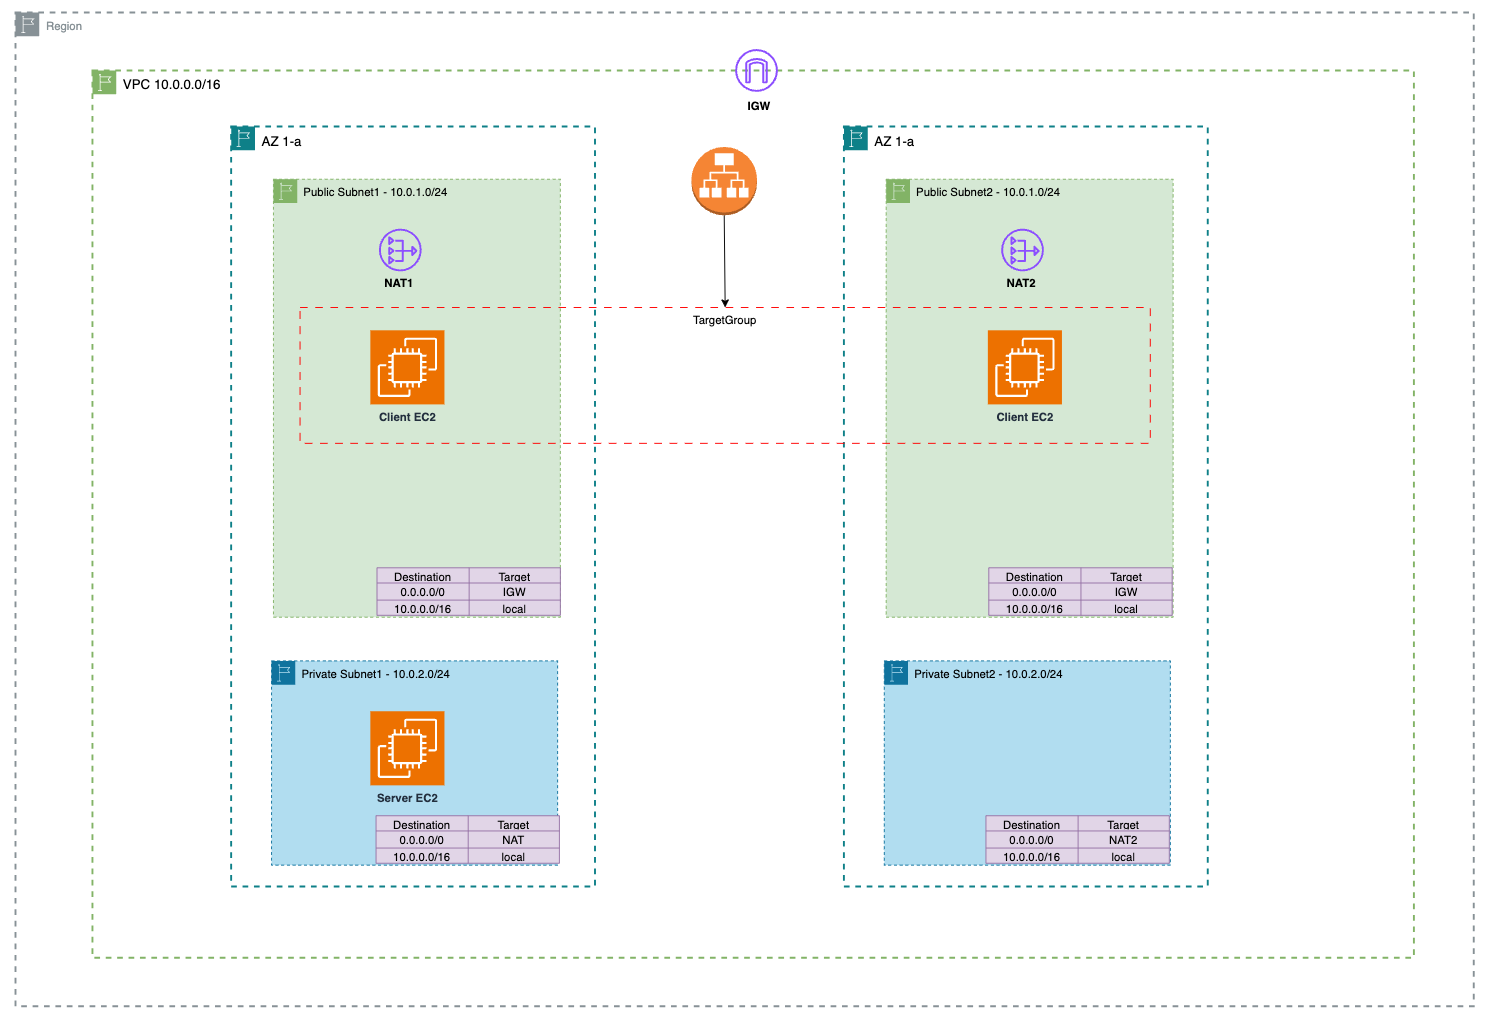 Region
IGW
VPC 10.0.0.0/16
AZ 1-a
Public Subnet1 - 10.0.1.0/24
NAT1
Client EC2
Destination Target
0.0.0.0/0 IGW
10.0.0.0/16 local
Private Subnet1 - 10.0.2.0/24
Server EC2
Destination Target
0.0.0.0/0 NAT
10.0.0.0/16 local
TargetGroup
AZ 1-a
Public Subnet2 - 10.0.1.0/24
NAT2
Client EC2
Destination Target
0.0.0.0/0 IGW
10.0.0.0/16 local
Private Subnet2 - 10.0.2.0/24
Destination Target
0.0.0.0/0 NAT2
10.0.0.0/16 local